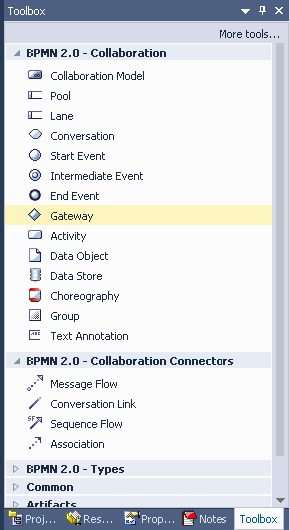 Toolbox
More tools...
BPMN 2.0 - Collaboration
Collaboration Model
Pool
Lane
Conversation
Start Event
Intermediate Event
End Event
Gateway
Activity
Data Object
Data Store
Choreography
Group
Text Annotation
BPMN 2.0 - Collaboration Connectors
Message Flow
Conversation Link
Sequence Flow
Association
BPMN 2.0 - Types
Common
Artifacts
Proj... Res... Prop... Notes Toolbox